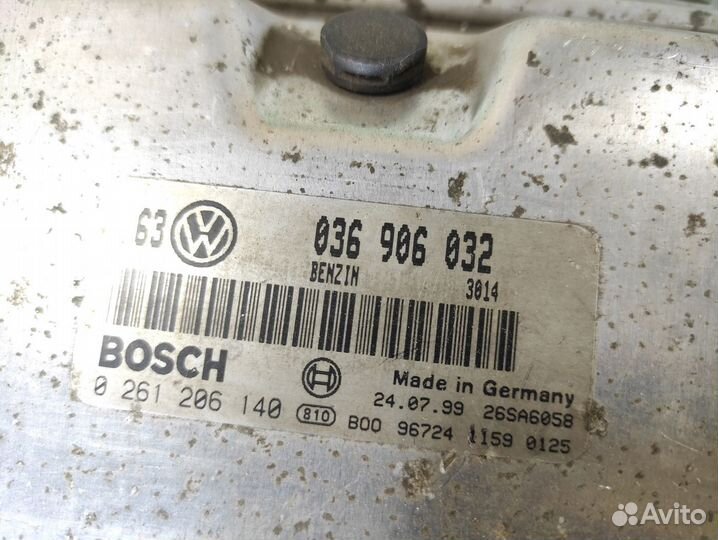 63 VW 036 906 032
BENZIN 3014
BOSCH
Made in Germany
0 261 206 140
24.07.99 26SA6058
810 B00 96724 1159 0125
Avito